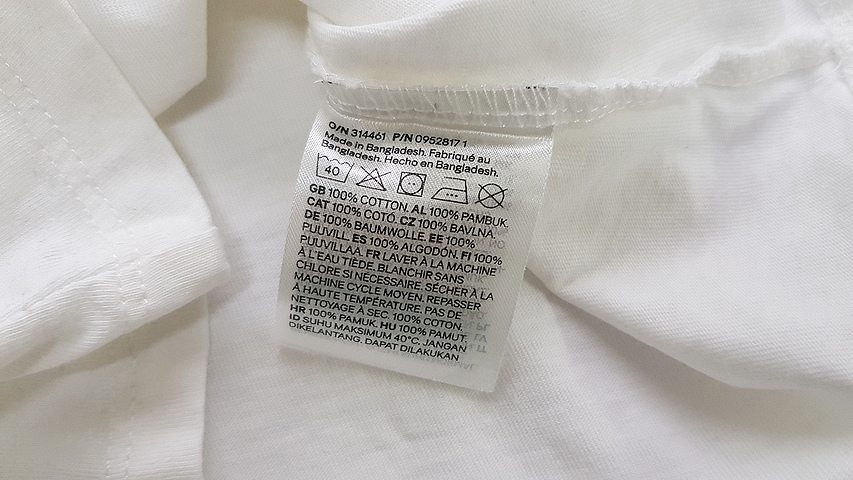 O/N 314461 P/N 0952817 1
Made in Bangladesh. Fabriqué au
Bangladesh. Hecho en Bangladesh.
40
GB 100% COTTON. AL 100% PAMBUK.
CAT 100% COTÓ. CZ 100% BAVLNA.
DE 100% BAUMWOLLE. EE 100%
PUUVILL. ES 100% ALGODÓN. FI 100%
PUUVILLAA. FR LAVER À LA MACHINE
À L'EAU TIÈDE. BLANCHIR SANS
CHLORE SI NECESSAIRE. SÉCHER À LA
MACHINE CYCLE MOYEN. REPASSER
À HAUTE TEMPÉRATURE. PAS DE
NETTOYAGE À SEC. 100% COTON.
HR 100% PAMUK. HU 100% PAMUT.
ID SUHU MAKSIMUM 40°C. JANGAN
DIKELANTANG. DAPAT DILAKUKAN